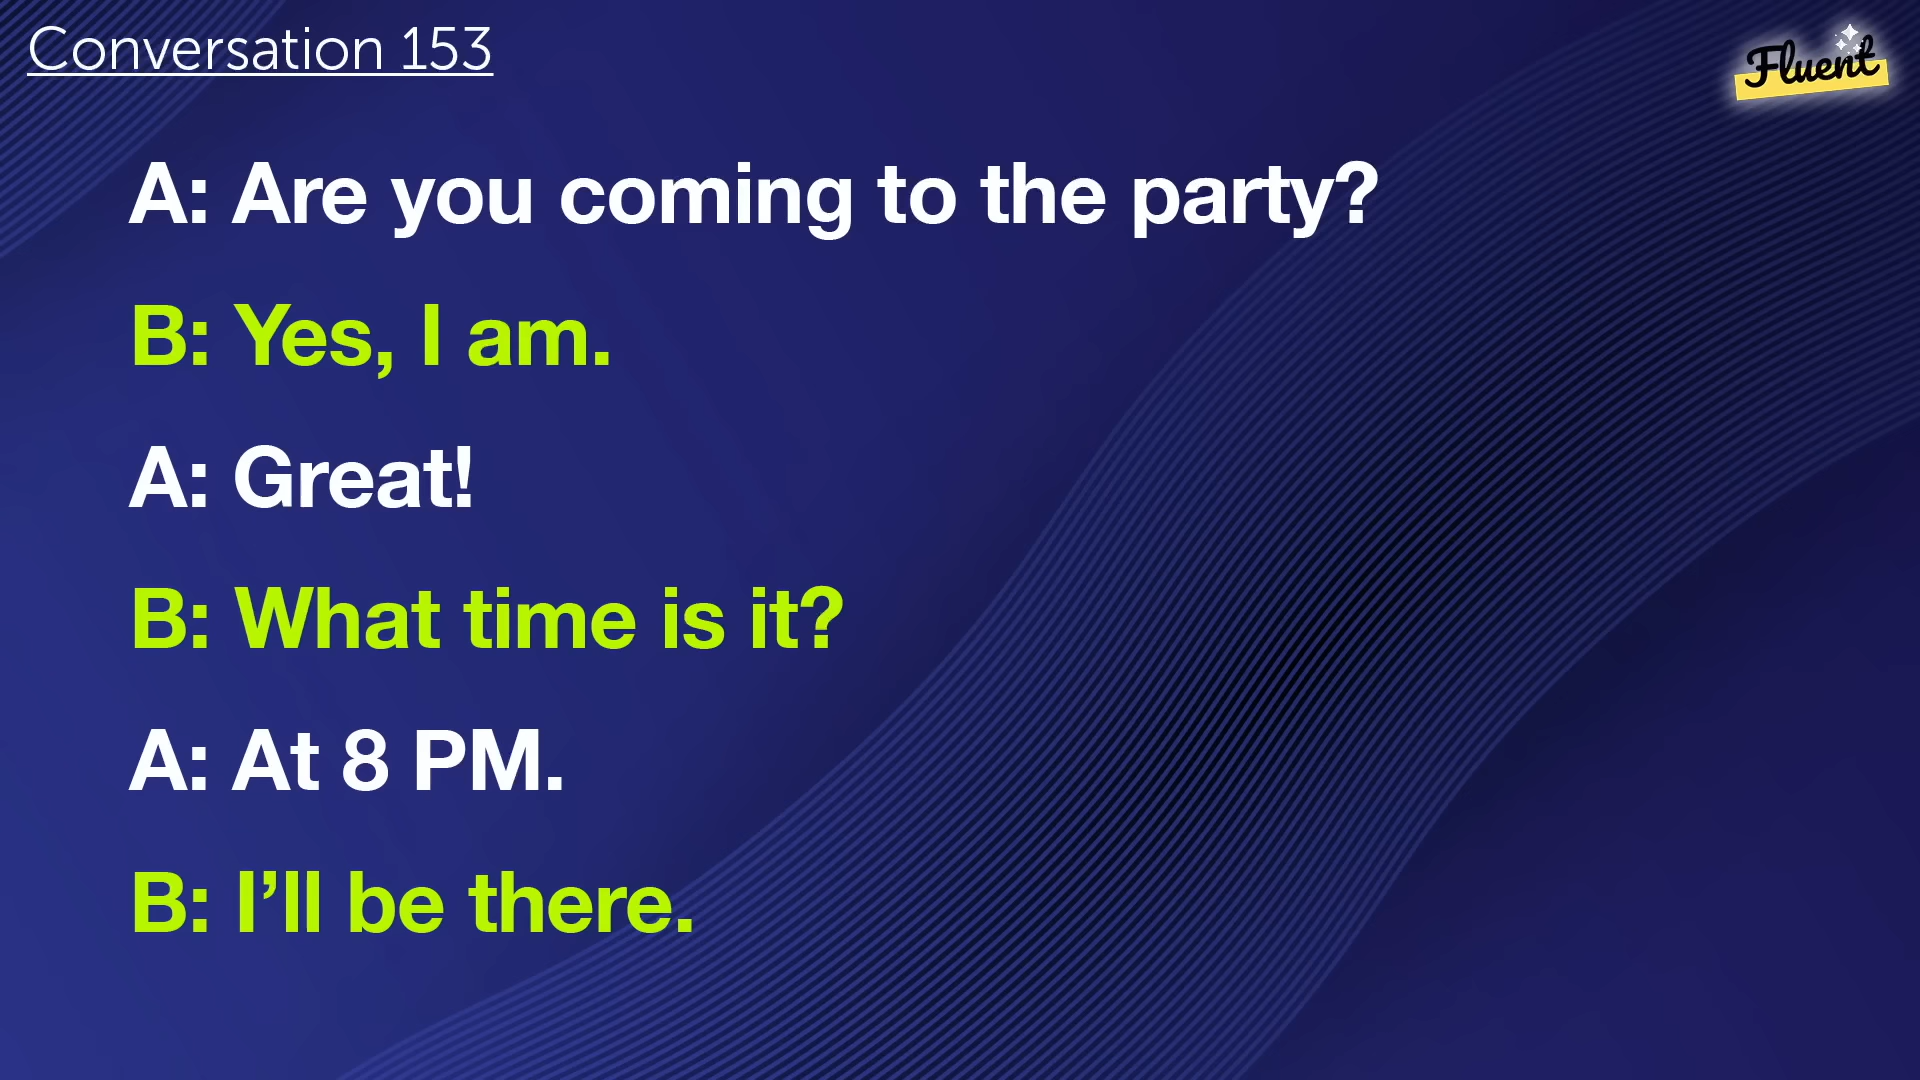 Conversation 153
Fluent
A: Are you coming to the party?
B: Yes, I am.
A: Great!
B: What time is it?
A: At 8 PM.
B: I’ll be there.